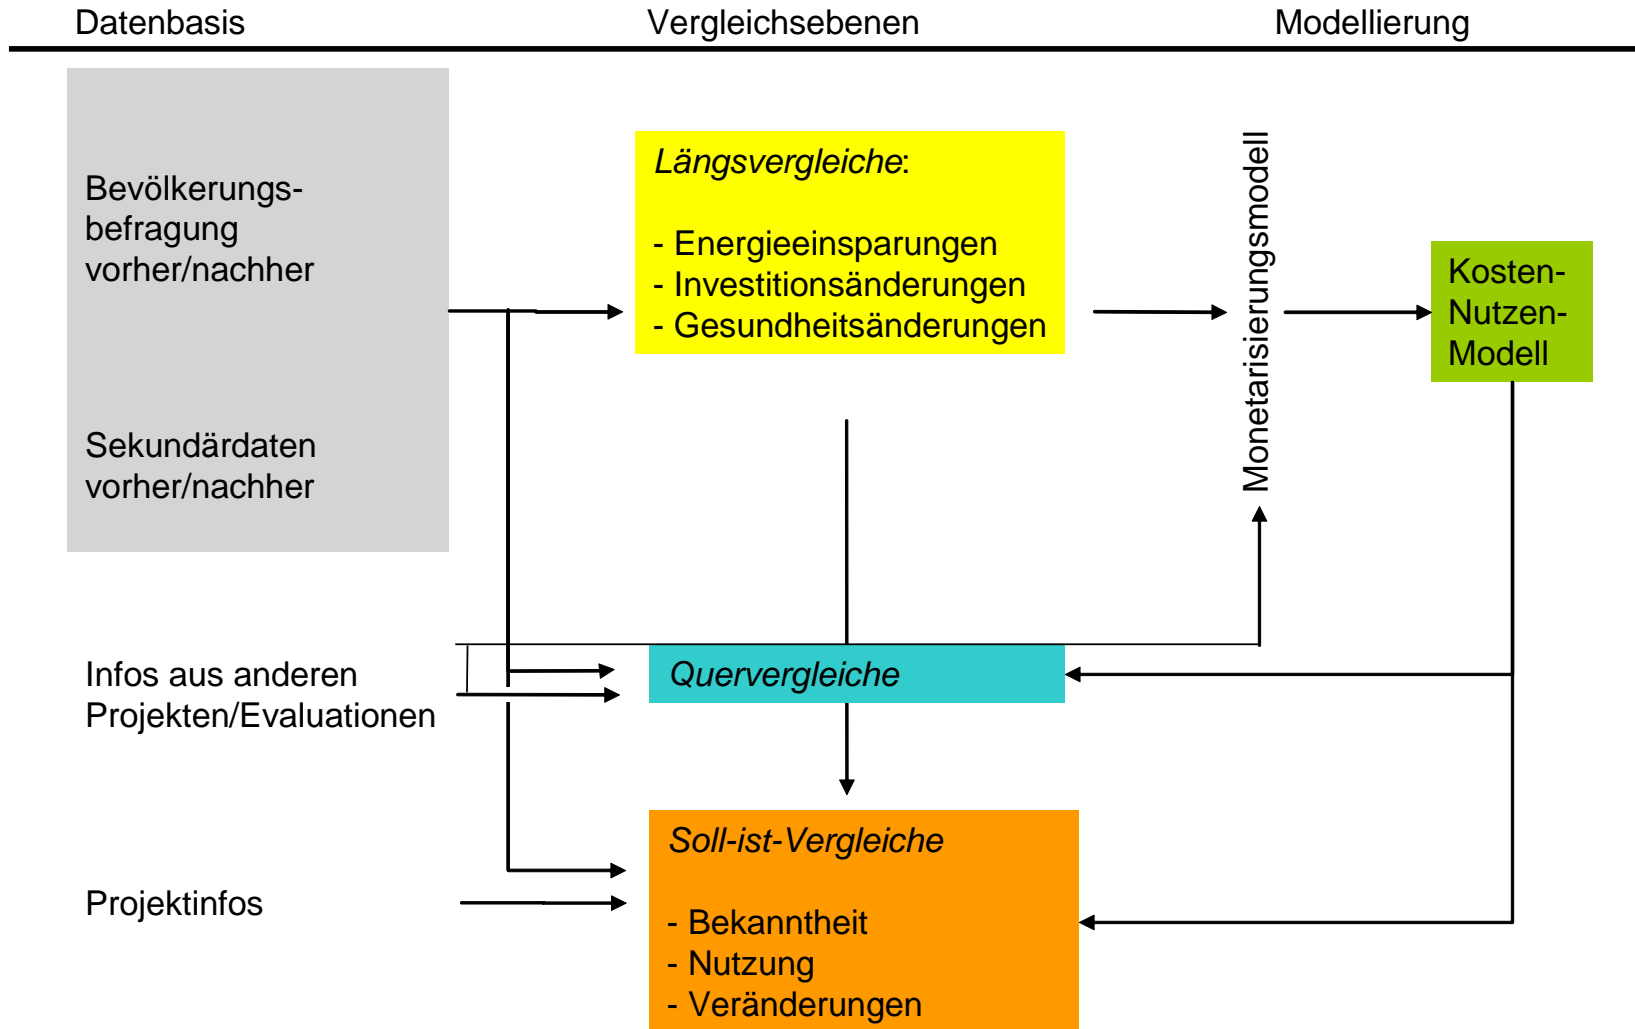 Datenbasis
Vergleichsebenen
Modellierung
Bevölkerungs-
befragung
vorher/nachher
Sekundärdaten
vorher/nachher
Infos aus anderen
Projekten/Evaluationen
Projektinfos
Längsvergleiche:
- Energieeinsparungen
- Investitionsänderungen
- Gesundheitsänderungen
Quervergleiche
Soll-ist-Vergleiche
- Bekanntheit
- Nutzung
- Veränderungen
Monetarisierungsmodell
Kosten-
Nutzen-
Modell